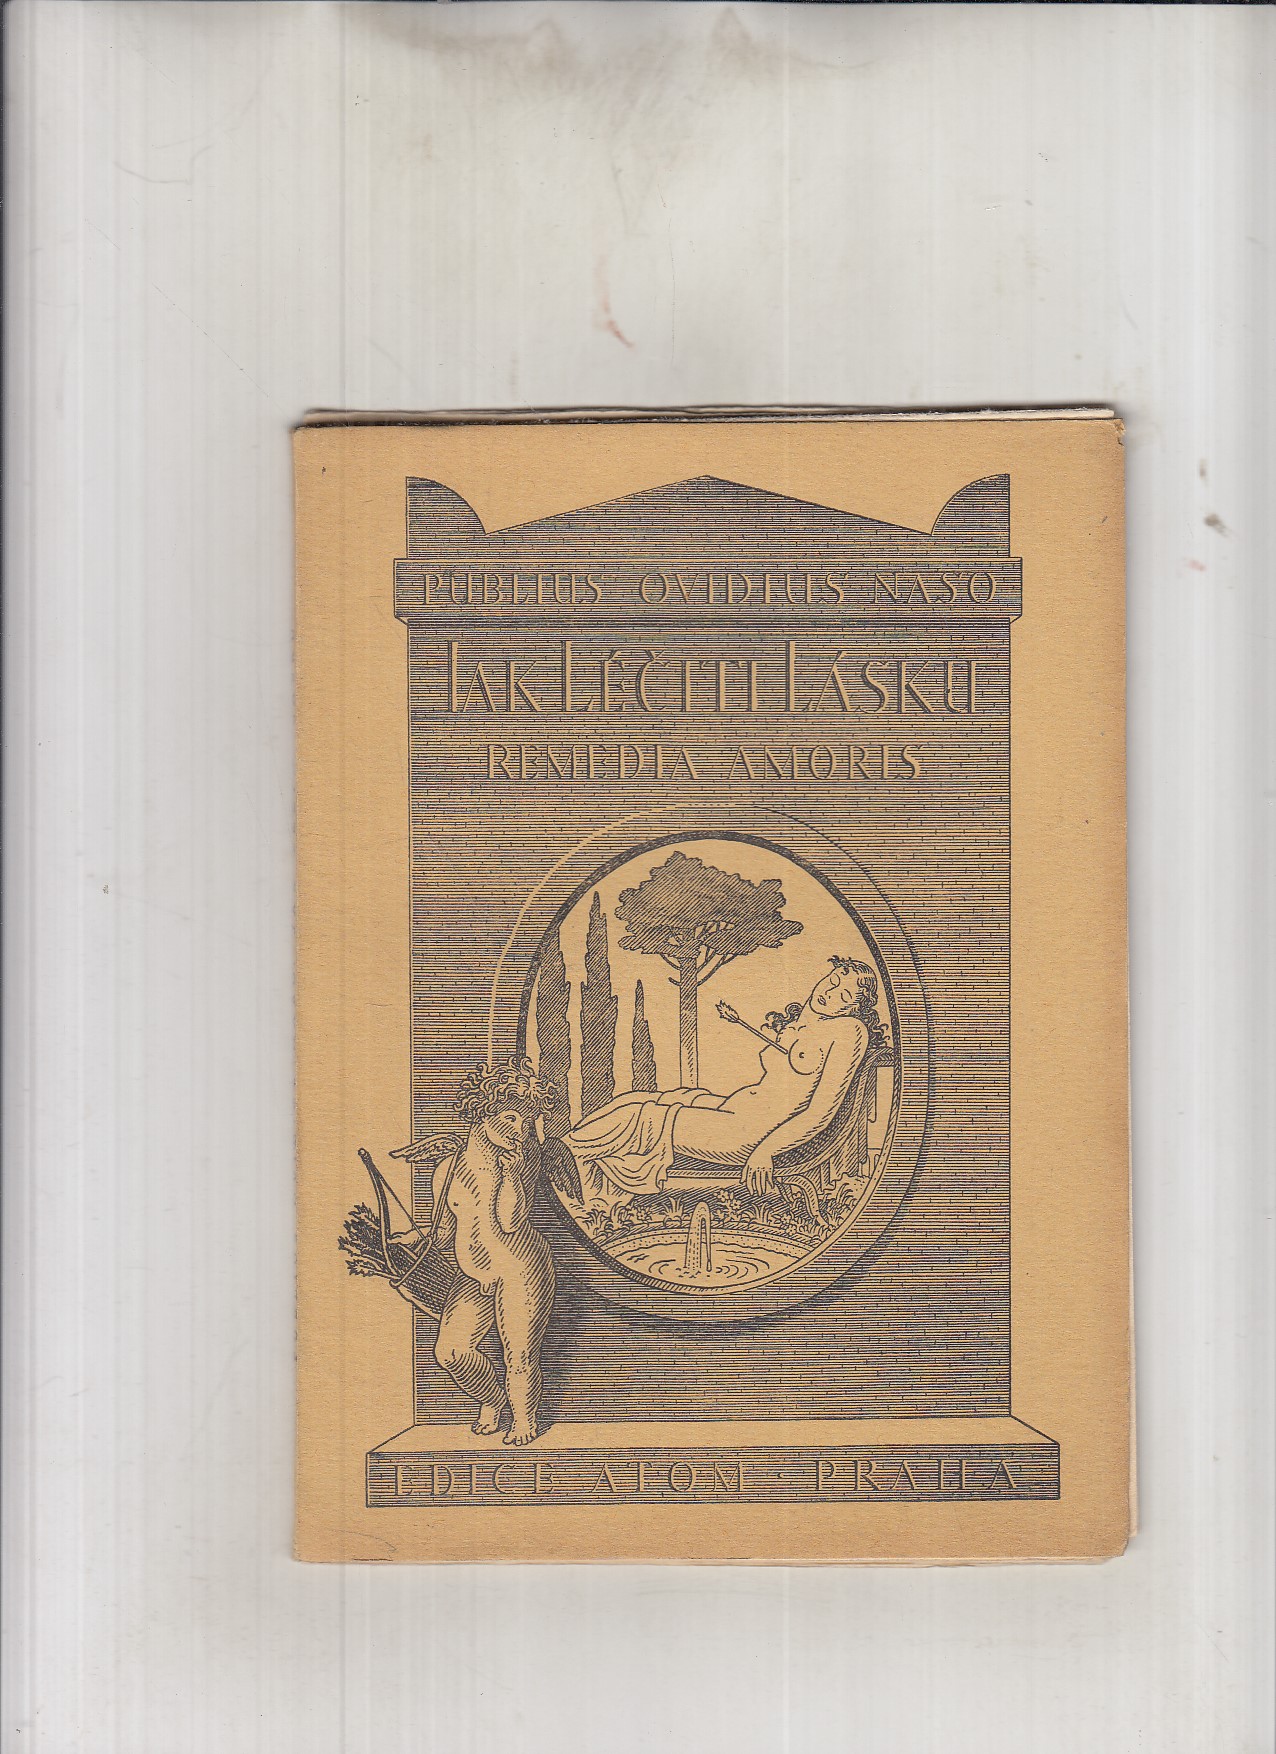 PUBLIUS OVIDIUS NASO
JAK LÉČITI LÁSKU
REMEDIA AMORIS
EDICE ATOM · PRAHA